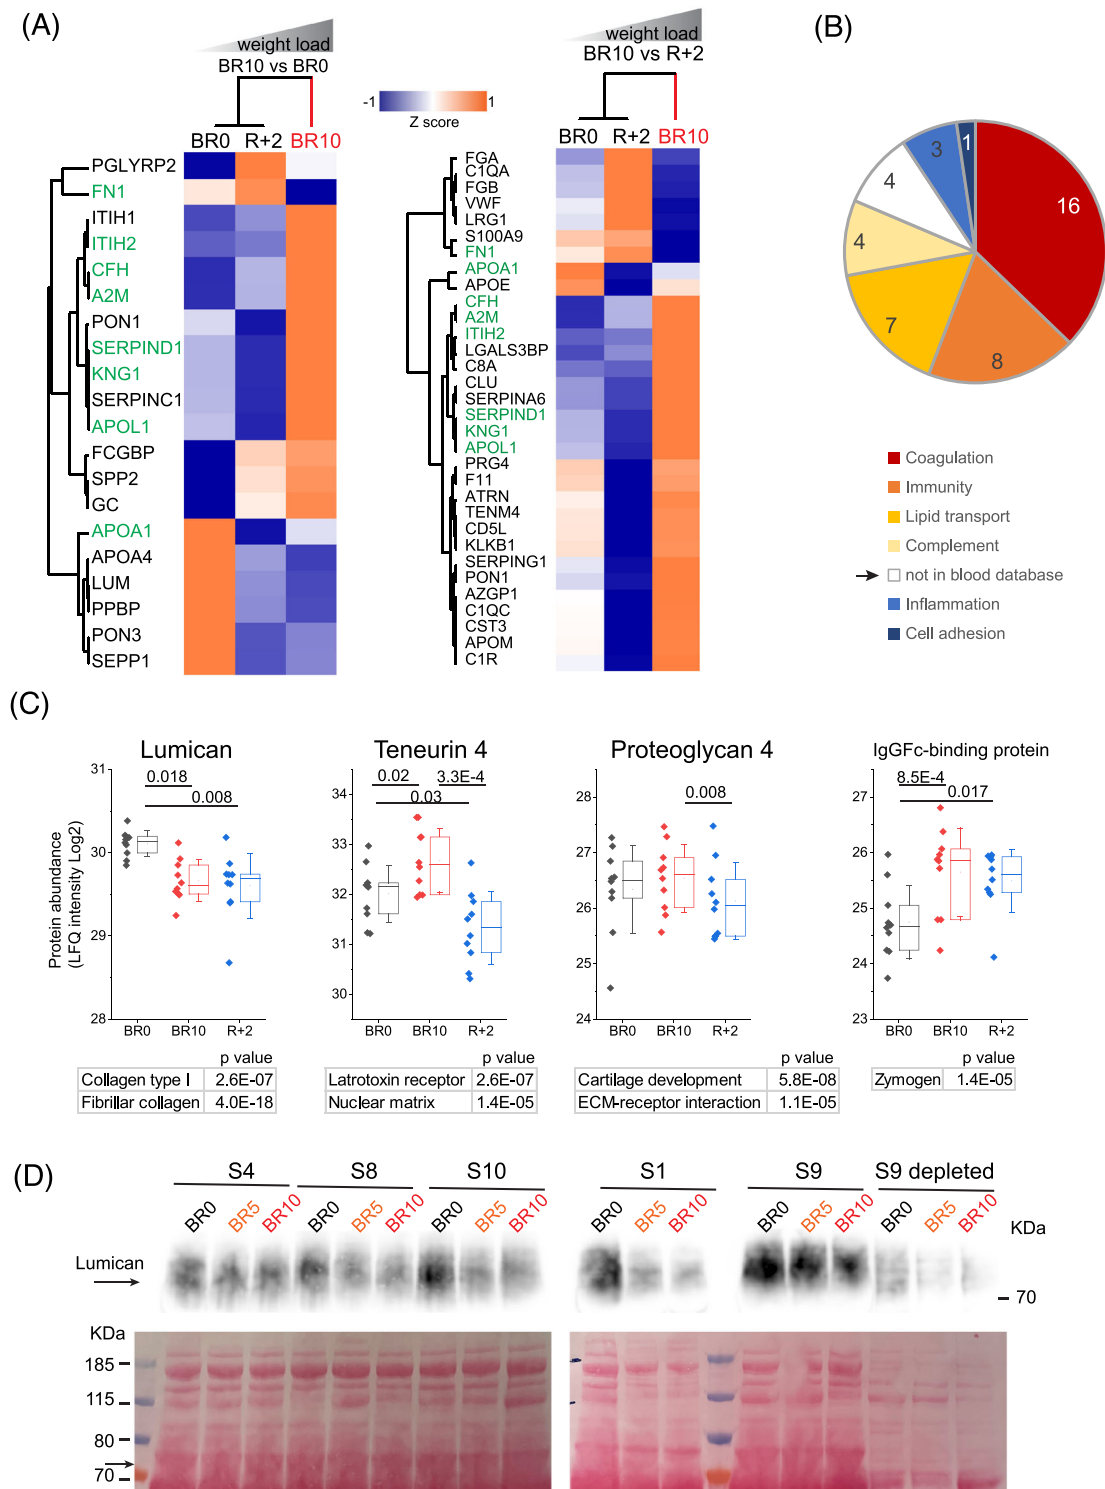 (A)
weight load
BR10 vs BR0
-1
1
Z score
BR0 R+2 BR10
PGLYRP2
FN1
ITIH1
ITIH2
CFH
A2M
PON1
SERPIND1
KNG1
SERPINC1
APOL1
FCGBP
SPP2
GC
APOA1
APOA4
LUM
PPBP
PON3
SEPP1
weight load
BR10 vs R+2
BR0 R+2 BR10
FGA
C1QA
FGB
VWF
LRG1
S100A9
FN1
APOA1
APOE
CFH
A2M
ITIH2
LGALS3BP
C8A
CLU
SERPINA6
SERPIND1
KNG1
APOL1
PRG4
F11
ATRN
TENM4
CD5L
KLKB1
SERPING1
PON1
AZGP1
C1QC
CST3
APOM
C1R
(B)
1
3
4
4
7
8
16
Coagulation
Immunity
Lipid transport
Complement
not in blood database
Inflammation
Cell adhesion
(C)
Protein abundance
(LFQ intensity Log2)
Lumican
31
30
29
28
0.018
0.008
BR0 BR10 R+2
p value
Collagen type I 2.6E-07
Fibrillar collagen 4.0E-18
Teneurin 4
34
33
32
31
30
0.02 3.3E-4
0.03
BR0 BR10 R+2
p value
Latrotoxin receptor 2.6E-07
Nuclear matrix 1.4E-05
Proteoglycan 4
28
27
26
25
24
0.008
BR0 BR10 R+2
p value
Cartilage development 5.8E-08
ECM-receptor interaction 1.1E-05
IgGFc-binding protein
27
26
25
24
23
8.5E-4
0.017
BR0 BR10 R+2
p value
Zymogen 1.4E-05
(D)
S4 S8 S10 S1 S9 S9 depleted
BR0 BR5 BR10 BR0 BR5 BR10 BR0 BR5 BR10 BR0 BR5 BR10 BR0 BR5 BR10 BR0 BR5 BR10
KDa
Lumican
70
KDa
185
115
80
70